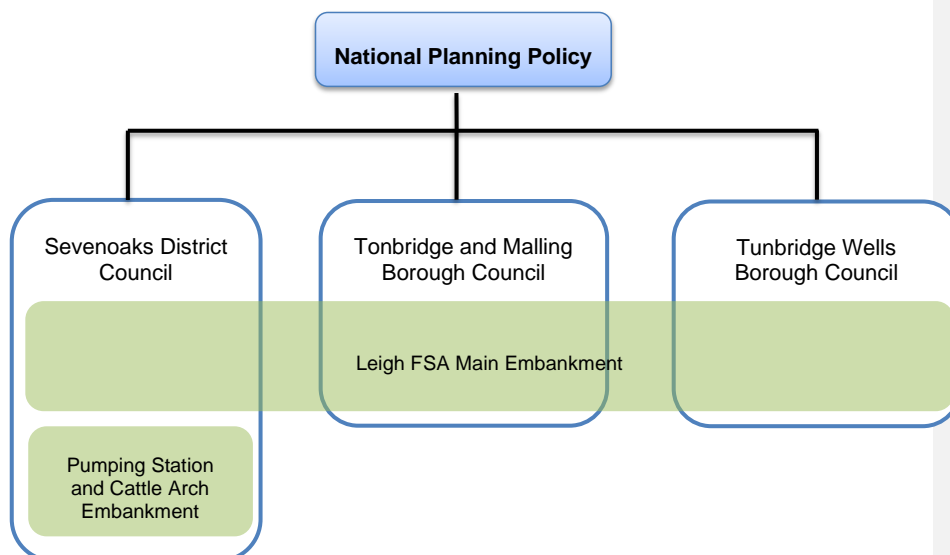 National Planning Policy
Sevenoaks District
Council
Tonbridge and Malling
Borough Council
Tunbridge Wells
Borough Council
Leigh FSA Main Embankment
Pumping Station
and Cattle Arch
Embankment